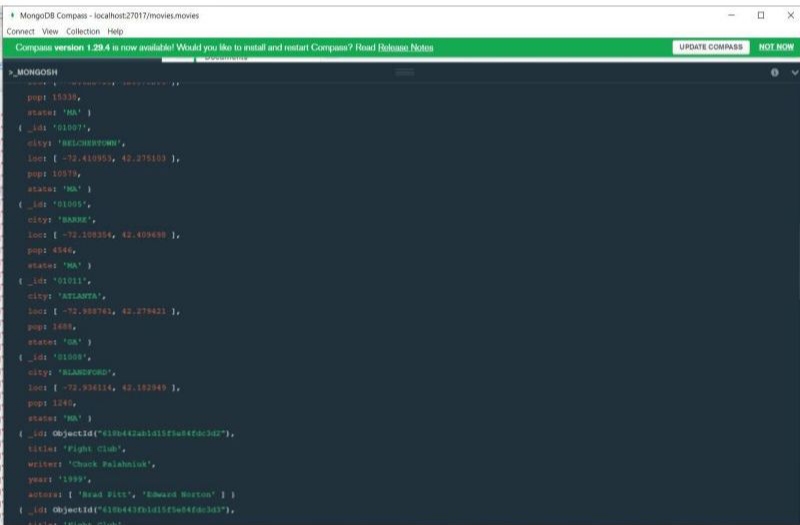 MongoDB Compass - localhost:27017/movies.movies
Connect View Collection Help
Compass version 1.29.4 is now available! Would you like to install and restart Compass? Read Release Notes UPDATE COMPASS NOT NOW
>_MONGOSH
pop: 15338,
state: 'MA' }
{ _id: '01007',
city: 'BELCHERTOWN',
loc: [ -72.410953, 42.275103 ],
pop: 10579,
state: 'MA' }
{ _id: '01005',
city: 'BARRE',
loc: [ -72.108354, 42.409698 ],
pop: 4546,
state: 'MA' }
{ _id: '01011',
city: 'ATLANTA',
loc: [ -72.988761, 42.279421 ],
pop: 1688,
state: 'GA' }
{ _id: '01008',
city: 'BLANDFORD',
loc: [ -72.936114, 42.182949 ],
pop: 1240,
state: 'MA' }
{ _id: ObjectId("618b442ab1d15f5e84fdc3d2"),
title: 'Fight Club',
writer: 'Chuck Palahniuk',
year: '1999',
actors: [ 'Brad Pitt', 'Edward Norton' ] }
{ _id: ObjectId("618b443fb1d15f5e84fdc3d3"),